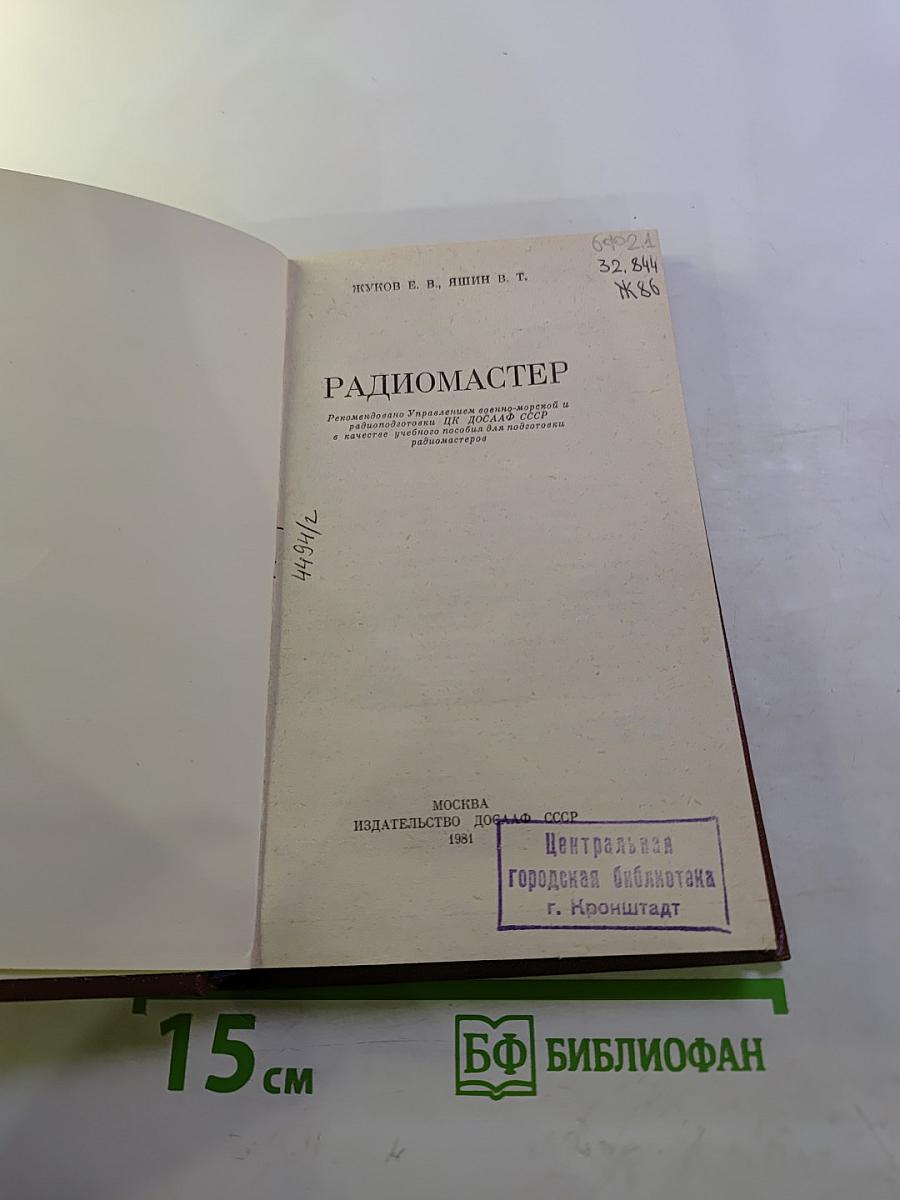 6Ф2.1
32.844
Ж86
ЖУКОВ Е. В., ЯШИН В. Т.
РАДИОМАСТЕР
Рекомендовано Управлением военно-морской и
радиоподготовки ЦК ДОСААФ СССР
в качестве учебного пособия для подготовки
радиомастеров
4494/2
МОСКВА
ИЗДАТЕЛЬСТВО ДОСААФ СССР
1981
Центральная
городская библиотека
г. Кронштадт
15 см
БФ БИБЛИОФАН